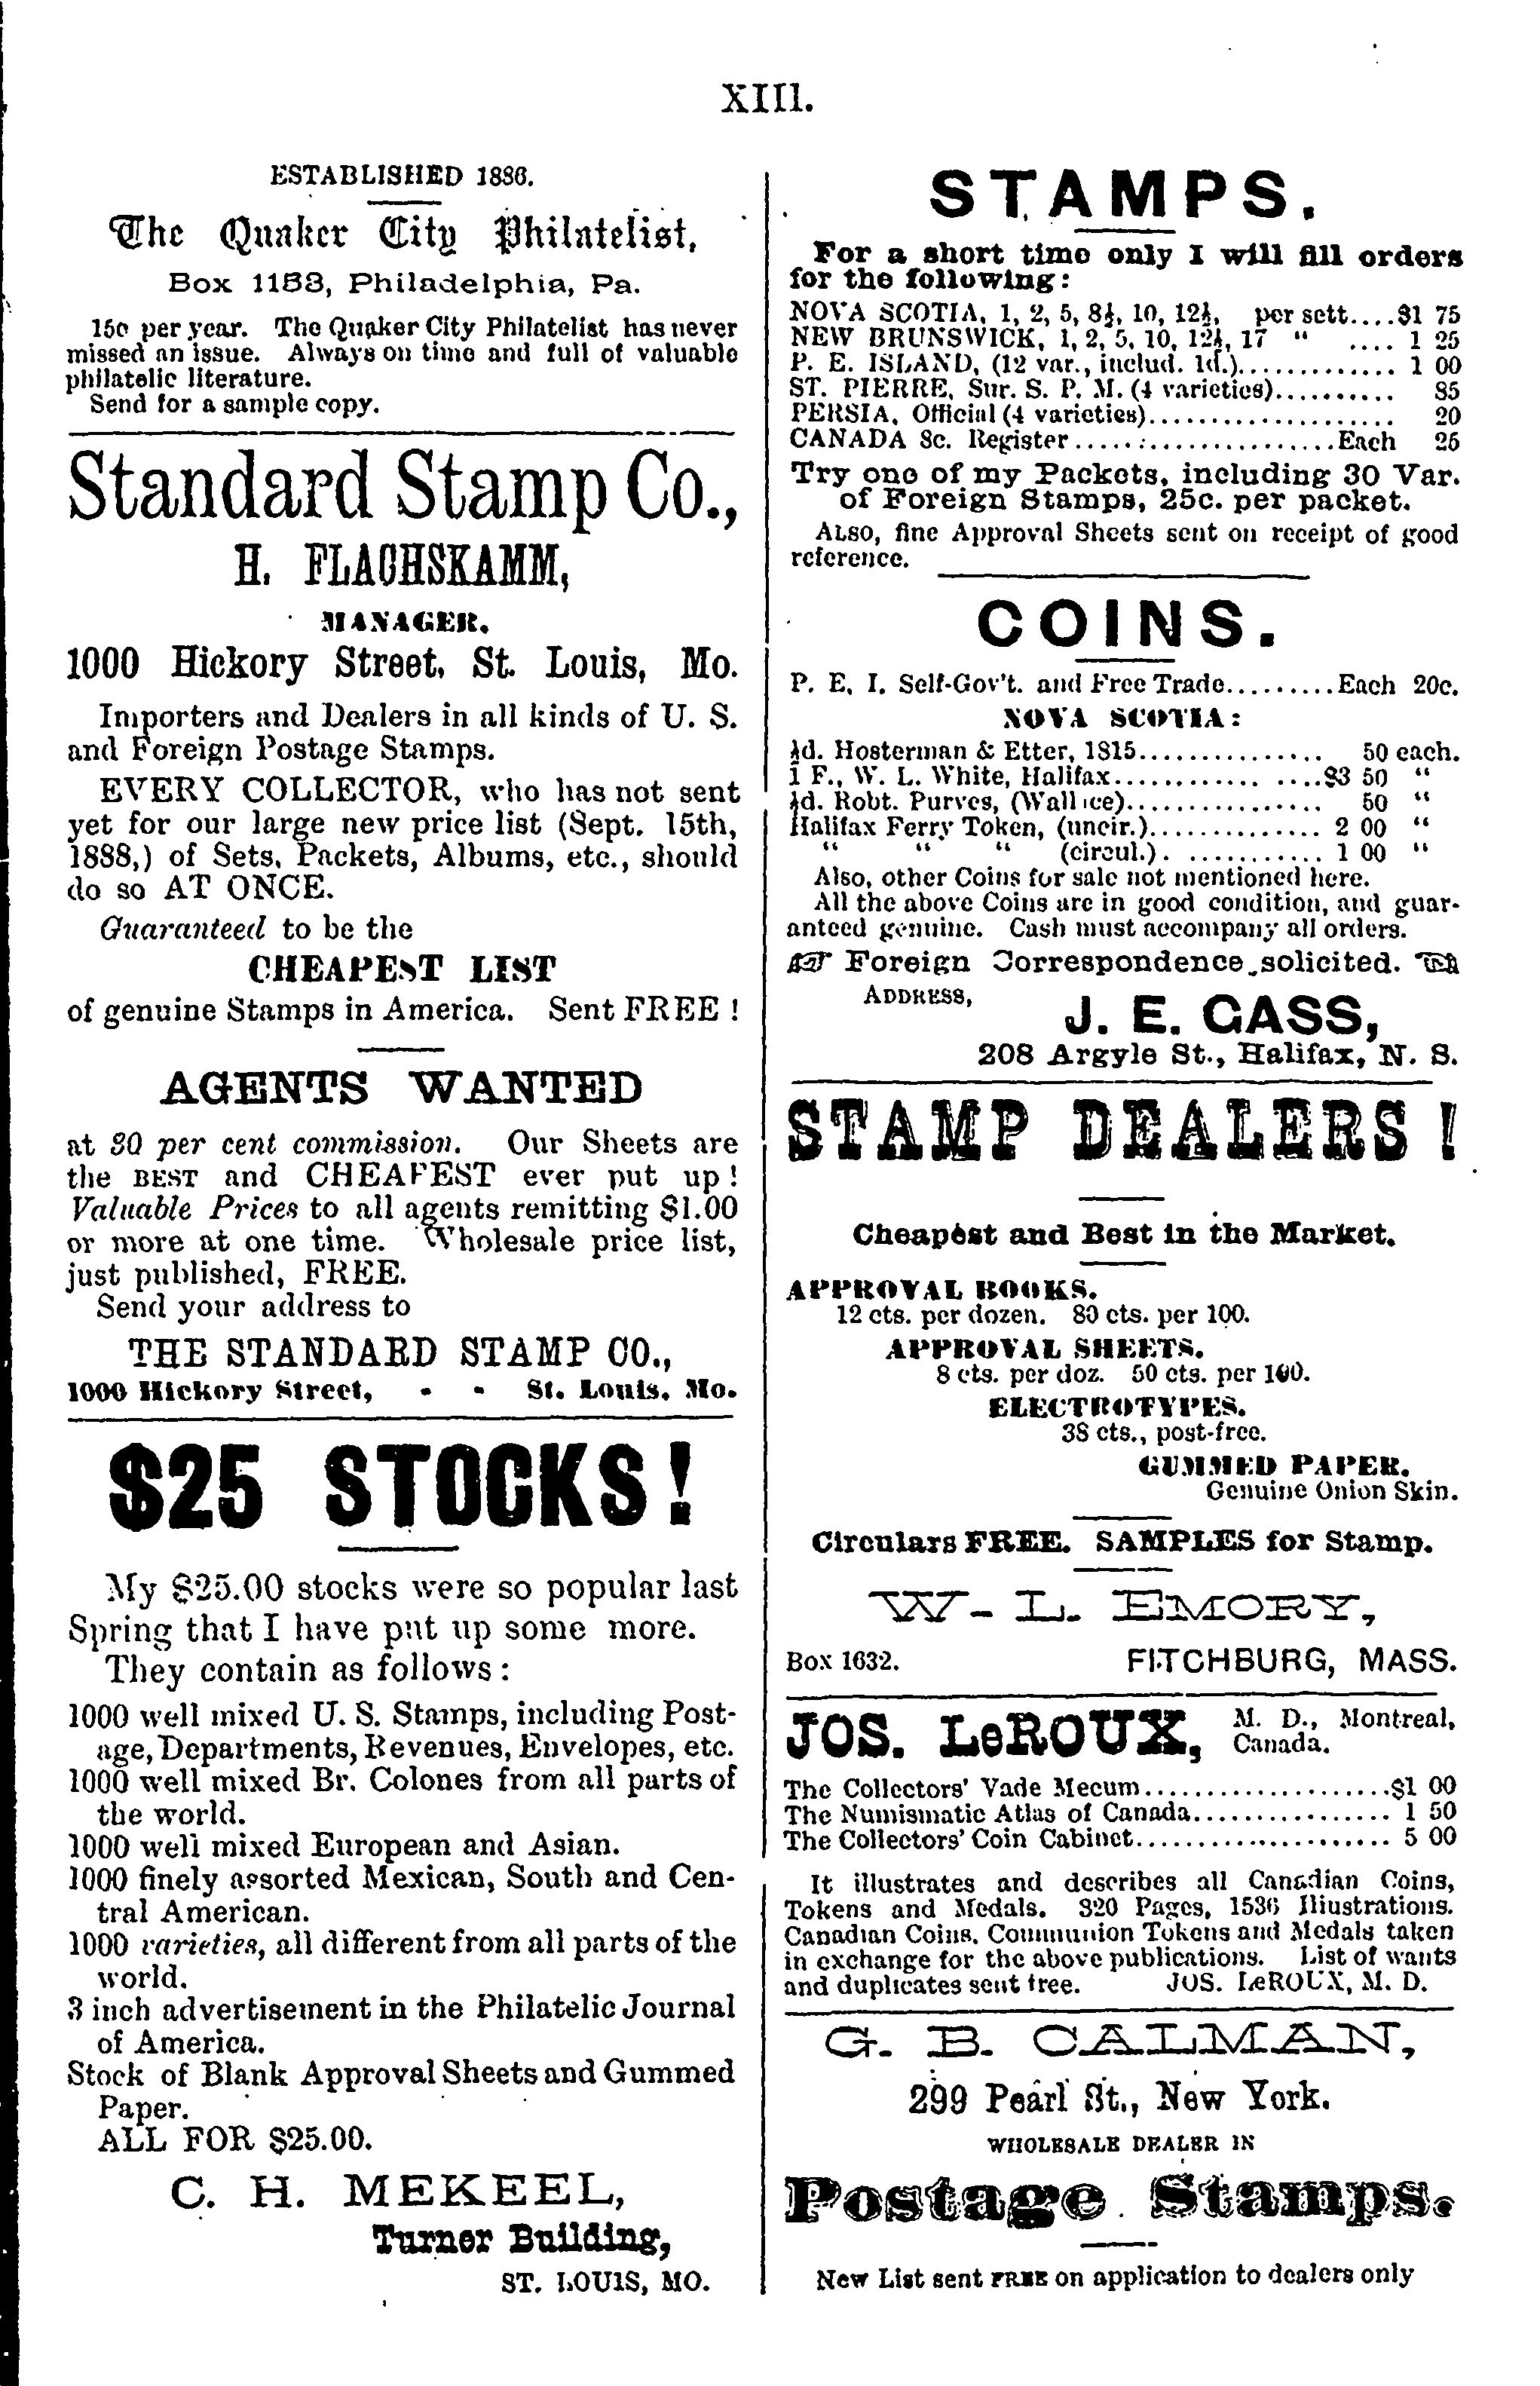 XIII.
ESTABLISHED 1886.
The Quaker City Philatelist,
Box 1153, Philadelphia, Pa.
15c per year. The Quaker City Philatelist has never
missed an issue. Always on time and full of valuable
philatelic literature.
Send for a sample copy.
Standard Stamp Co.,
H. FLACHSKAMM,
MANAGER.
1000 Hickory Street, St. Louis, Mo.
Importers and Dealers in all kinds of U. S.
and Foreign Postage Stamps.
EVERY COLLECTOR, who has not sent
yet for our large new price list (Sept. 15th,
1888,) of Sets, Packets, Albums, etc., should
do so AT ONCE.
Guaranteed to be the
CHEAPEST LIST
of genuine Stamps in America. Sent FREE !
AGENTS WANTED
at 30 per cent commission. Our Sheets are
the BEST and CHEAPEST ever put up !
Valuable Prices to all agents remitting $1.00
or more at one time. Wholesale price list,
just published, FREE.
Send your address to
THE STANDARD STAMP CO.,
1000 Hickory Street, - - St. Louis, Mo.
$25 STOCKS!
My $25.00 stocks were so popular last
Spring that I have put up some more.
They contain as follows :
1000 well mixed U. S. Stamps, including Post-
age, Departments, Revenues, Envelopes, etc.
1000 well mixed Br. Colones from all parts of
the world.
1000 well mixed European and Asian.
1000 finely assorted Mexican, South and Cen-
tral American.
1000 varieties, all different from all parts of the
world.
3 inch advertisement in the Philatelic Journal
of America.
Stock of Blank Approval Sheets and Gummed
Paper.
ALL FOR $25.00.
C. H. MEKEEL,
Turner Building,
ST. LOUIS, MO.
STAMPS.
For a short time only I will fill orders
for the following:
NOVA SCOTIA, 1, 2, 5, 8½, 10, 12½, per sett....$1 75
NEW BRUNSWICK, 1, 2, 5, 10, 12½, 17 " .... 1 25
P. E. ISLAND, (12 var., includ. 1d.)............. 1 00
ST. PIERRE, Sur. S. P. M. (4 varieties).......... 85
PERSIA, Official (4 varieties).................... 20
CANADA 8c. Register......................Each 25
Try one of my Packets, including 30 Var.
of Foreign Stamps, 25c. per packet.
ALSO, fine Approval Sheets sent on receipt of good
reference.
COINS.
P. E. I. Self-Gov't. and Free Trade.........Each 20c.
NOVA SCOTIA:
½d. Hosterman & Etter, 1815............... 50 each.
1 F., W. L. White, Halifax............ ....$3 50 "
½d. Robt. Purves, (Wallace)................ 50 "
Halifax Ferry Token, (uncir.).............. 2 00 "
" " " (circul.). ........... 1 00 "
Also, other Coins for sale not mentioned here.
All the above Coins are in good condition, and guar-
anteed genuine. Cash must accompany all orders.
☞ Foreign Correspondence solicited. ☜
ADDRESS,
J. E. CASS,
208 Argyle St., Halifax, N. S.
STAMP DEALERS !
Cheapest and Best in the Market.
APPROVAL BOOKS.
12 cts. per dozen. 80 cts. per 100.
APPROVAL SHEETS.
8 cts. per doz. 50 cts. per 100.
ELECTROTYPES.
38 cts., post-free.
GUMMED PAPER.
Genuine Onion Skin.
Circulars FREE. SAMPLES for Stamp.
W- L. EMORY,
Box 1632. FITCHBURG, MASS.
JOS. LeROUX, M. D., Montreal,
Canada.
The Collectors' Vade Mecum....................$1 00
The Numismatic Atlas of Canada................ 1 50
The Collectors' Coin Cabinet..................... 5 00
It illustrates and describes all Canadian Coins,
Tokens and Medals. 320 Pages, 1536 Illustrations.
Canadian Coins, Communion Tokens and Medals taken
in exchange for the above publications. List of wants
and duplicates sent free. JOS. LeROUX, M. D.
G. B. CALMAN,
299 Pearl St., New York.
WHOLESALE DEALER IN
Postage Stamps.
New List sent FREE on application to dealers only